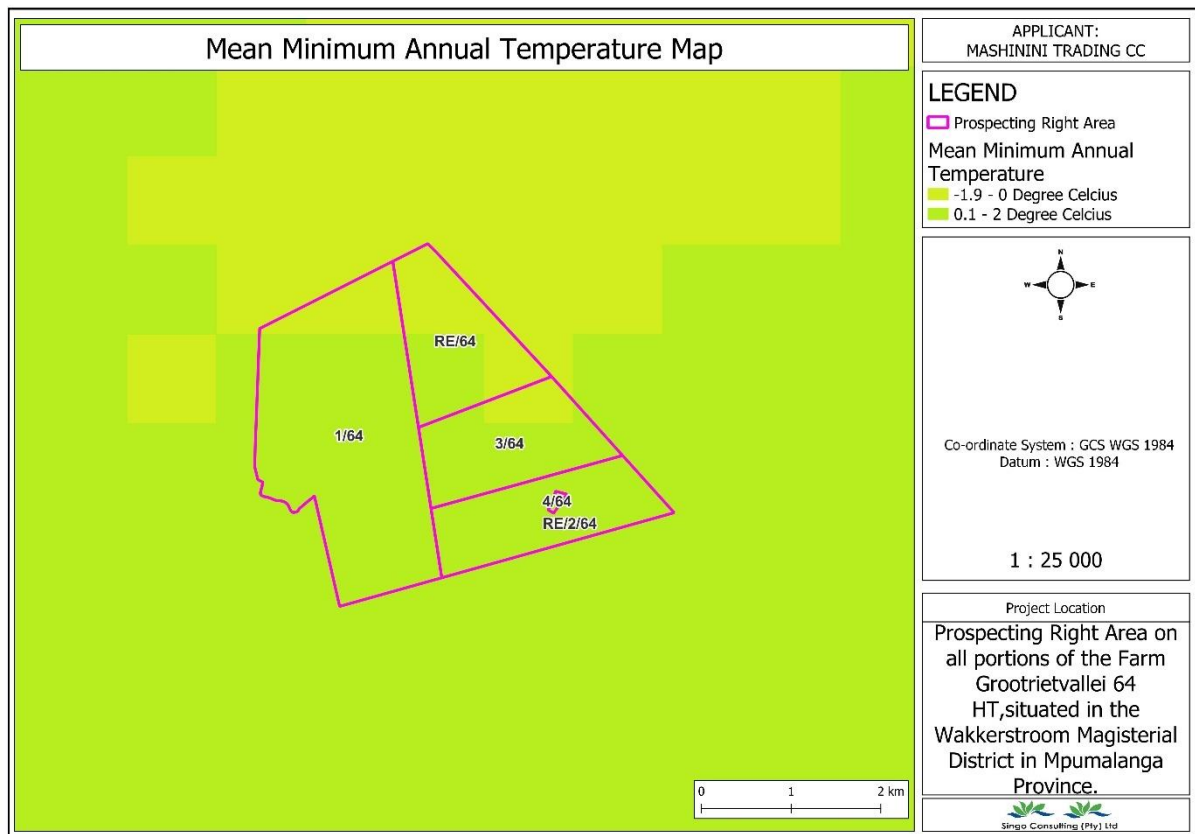 Mean Minimum Annual Temperature Map
RE/64
1/64
3/64
4/64
RE/2/64
0 1 2 km
APPLICANT:
MASHININI TRADING CC
LEGEND
Prospecting Right Area
Mean Minimum Annual
Temperature
-1.9 - 0 Degree Celcius
0.1 - 2 Degree Celcius
N
W E
S
Co-ordinate System : GCS WGS 1984
Datum : WGS 1984
1 : 25 000
Project Location
Prospecting Right Area on
all portions of the Farm
Grootrietvallei 64
HT,situated in the
Wakkerstroom Magisterial
District in Mpumalanga
Province.
Singo Consulting (Pty) Ltd